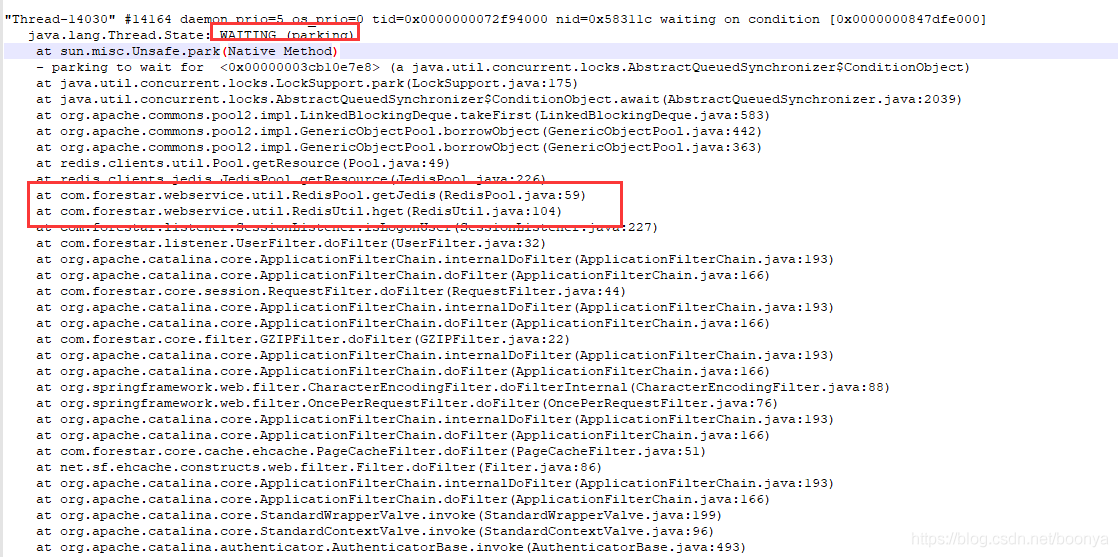 "Thread-14030" #14164 daemon prio=5 os_prio=0 tid=0x0000000072f94000 nid=0x58311c waiting on condition [0x0000000847dfe000]
java.lang.Thread.State: WAITING (parking)
at sun.misc.Unsafe.park(Native Method)
- parking to wait for <0x00000003cb10e7e8> (a java.util.concurrent.locks.AbstractQueuedSynchronizer$ConditionObject)
at java.util.concurrent.locks.LockSupport.park(LockSupport.java:175)
at java.util.concurrent.locks.AbstractQueuedSynchronizer$ConditionObject.await(AbstractQueuedSynchronizer.java:2039)
at org.apache.commons.pool2.impl.LinkedBlockingDeque.takeFirst(LinkedBlockingDeque.java:583)
at org.apache.commons.pool2.impl.GenericObjectPool.borrowObject(GenericObjectPool.java:442)
at org.apache.commons.pool2.impl.GenericObjectPool.borrowObject(GenericObjectPool.java:363)
at redis.clients.util.Pool.getResource(Pool.java:49)
at redis.clients.jedis.JedisPool.getResource(JedisPool.java:226)
at com.forestar.webservice.util.RedisPool.getJedis(RedisPool.java:59)
at com.forestar.webservice.util.RedisUtil.hget(RedisUtil.java:104)
at com.forestar.listener.SessionListener.isLogonUser(SessionListener.java:227)
at com.forestar.listener.UserFilter.doFilter(UserFilter.java:32)
at org.apache.catalina.core.ApplicationFilterChain.internalDoFilter(ApplicationFilterChain.java:193)
at org.apache.catalina.core.ApplicationFilterChain.doFilter(ApplicationFilterChain.java:166)
at com.forestar.core.session.RequestFilter.doFilter(RequestFilter.java:44)
at org.apache.catalina.core.ApplicationFilterChain.internalDoFilter(ApplicationFilterChain.java:193)
at org.apache.catalina.core.ApplicationFilterChain.doFilter(ApplicationFilterChain.java:166)
at com.forestar.core.filter.GZIPFilter.doFilter(GZIPFilter.java:22)
at org.apache.catalina.core.ApplicationFilterChain.internalDoFilter(ApplicationFilterChain.java:193)
at org.apache.catalina.core.ApplicationFilterChain.doFilter(ApplicationFilterChain.java:166)
at org.springframework.web.filter.CharacterEncodingFilter.doFilterInternal(CharacterEncodingFilter.java:88)
at org.springframework.web.filter.OncePerRequestFilter.doFilter(OncePerRequestFilter.java:76)
at org.apache.catalina.core.ApplicationFilterChain.internalDoFilter(ApplicationFilterChain.java:193)
at org.apache.catalina.core.ApplicationFilterChain.doFilter(ApplicationFilterChain.java:166)
at com.forestar.core.cache.ehcache.PageCacheFilter.doFilter(PageCacheFilter.java:51)
at net.sf.ehcache.constructs.web.filter.Filter.doFilter(Filter.java:86)
at org.apache.catalina.core.ApplicationFilterChain.internalDoFilter(ApplicationFilterChain.java:193)
at org.apache.catalina.core.ApplicationFilterChain.doFilter(ApplicationFilterChain.java:166)
at org.apache.catalina.core.StandardWrapperValve.invoke(StandardWrapperValve.java:199)
at org.apache.catalina.core.StandardContextValve.invoke(StandardContextValve.java:96)
at org.apache.catalina.authenticator.AuthenticatorBase.invoke(AuthenticatorBase.java:493)
https://blog.csdn.net/boonya